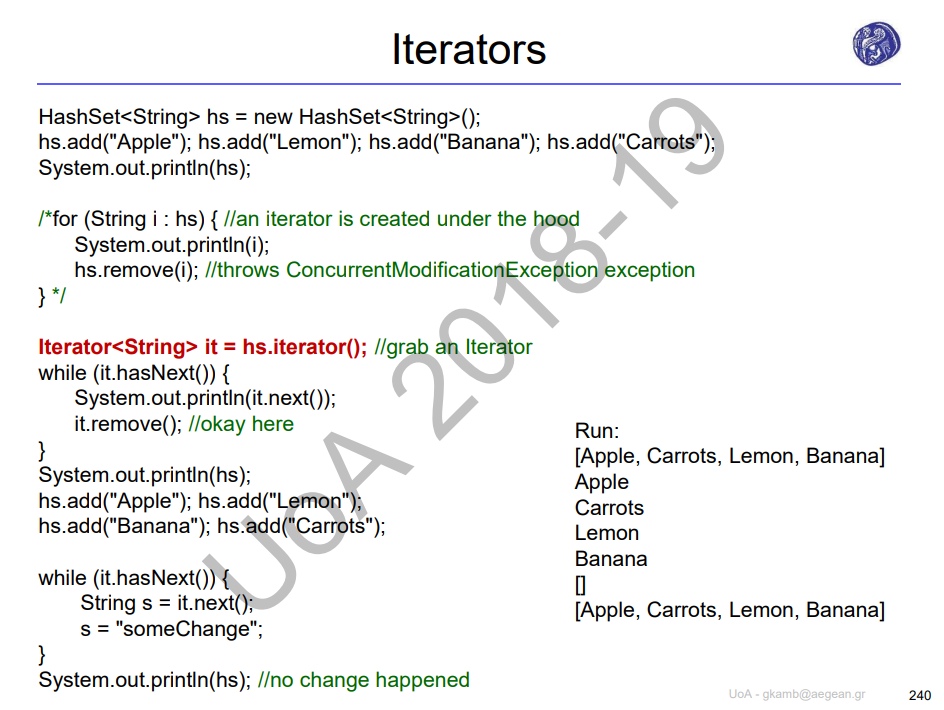 Iterators
HashSet<String> hs = new HashSet<String>();
hs.add("Apple"); hs.add("Lemon"); hs.add("Banana"); hs.add("Carrots");
System.out.println(hs);
/*for (String i : hs) { //an iterator is created under the hood
System.out.println(i);
hs.remove(i); //throws ConcurrentModificationException exception
} */
Iterator<String> it = hs.iterator(); //grab an Iterator
while (it.hasNext()) {
System.out.println(it.next());
it.remove(); //okay here
}
System.out.println(hs);
hs.add("Apple"); hs.add("Lemon");
hs.add("Banana"); hs.add("Carrots");
while (it.hasNext()) {
String s = it.next();
s = "someChange";
}
System.out.println(hs); //no change happened
Run:
[Apple, Carrots, Lemon, Banana]
Apple
Carrots
Lemon
Banana
[]
[Apple, Carrots, Lemon, Banana]
UoA 2018-19
UoA - gkamb@aegean.gr
240